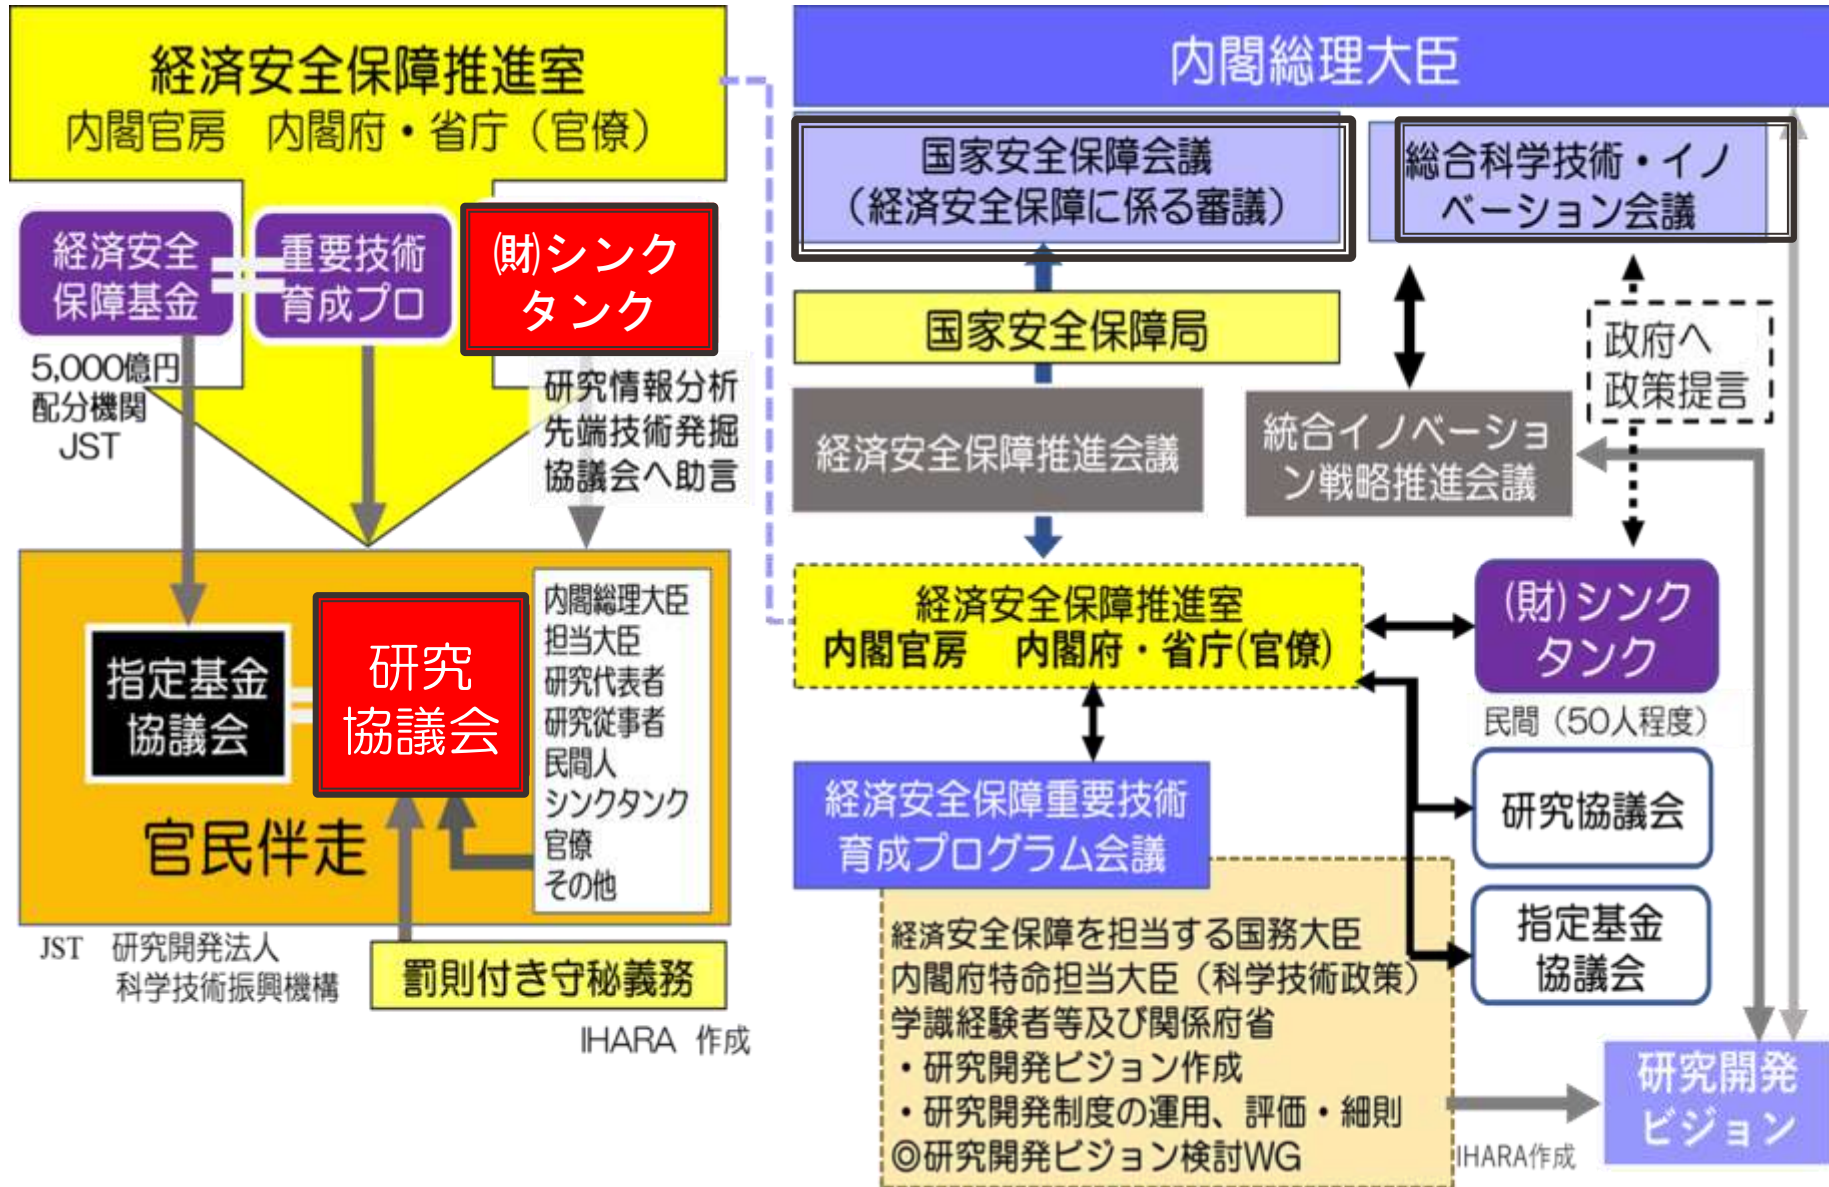 経済安全保障推進室
内閣官房　内閣府・省庁（官僚）
経済安全
保障基金
重要技術
育成プロ
㈶シンク
タンク
5,000億円
配分機関
JST
研究情報分析
先端技術発掘
協議会へ助言
指定基金
協議会
研究
協議会
内閣総理大臣
担当大臣
研究代表者
研究従事者
民間人
シンクタンク
官僚
その他
官民伴走
JST　研究開発法人
科学技術振興機構
罰則付き守秘義務
IHARA 作成
内閣総理大臣
国家安全保障会議
（経済安全保障に係る審議）
総合科学技術・イノ
ベーション会議
国家安全保障局
政府へ
政策提言
経済安全保障推進会議
統合イノベーショ
ン戦略推進会議
経済安全保障推進室
内閣官房　内閣府・省庁(官僚)
(財)シンク
タンク
民間（50人程度）
経済安全保障重要技術
育成プログラム会議
研究協議会
指定基金
協議会
経済安全保障を担当する国務大臣
内閣府特命担当大臣（科学技術政策）
学識経験者等及び関係府省
・研究開発ビジョン作成
・研究開発制度の運用、評価・細則
◎研究開発ビジョン検討WG
研究開発
ビジョン
IHARA作成